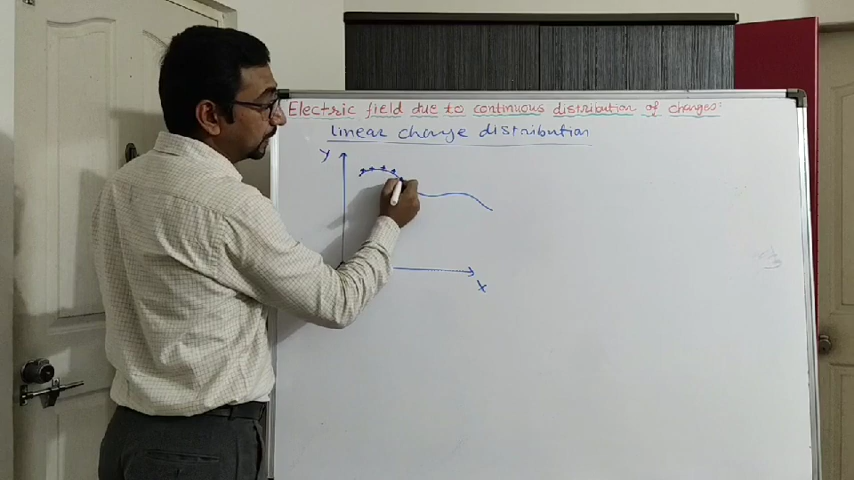 Electric field due to continuous distribution of charges:
linear charge distribution
y
x